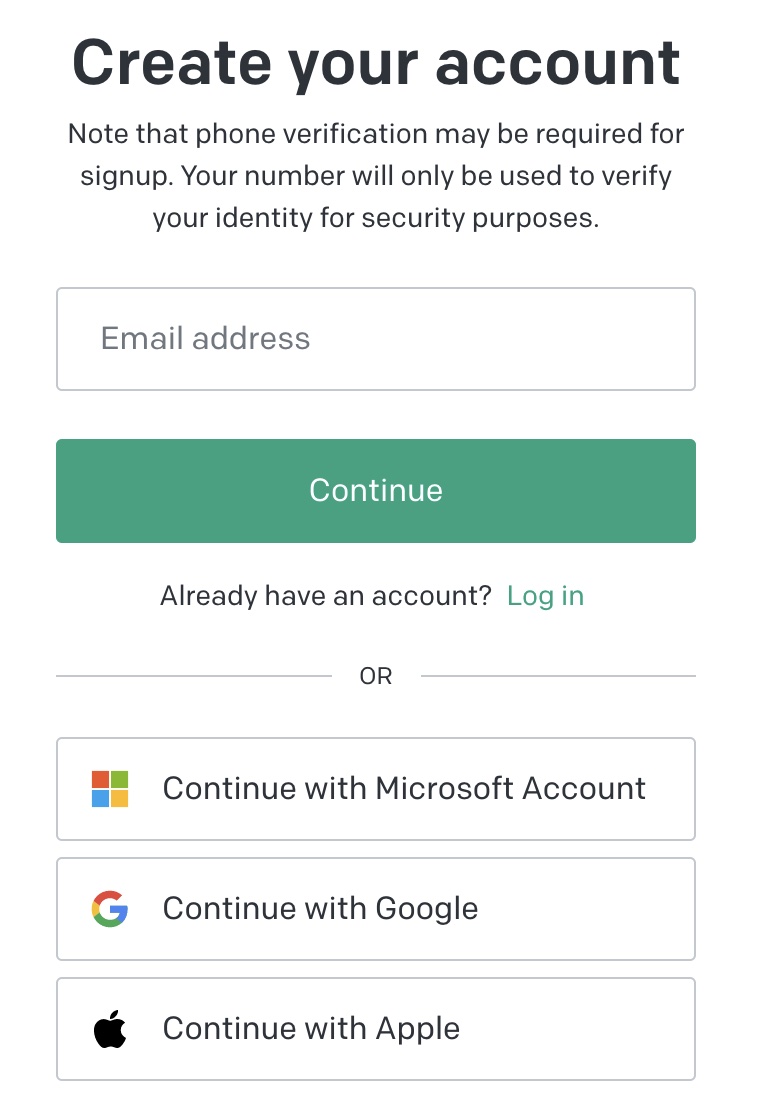 Create your account
Note that phone verification may be required for
signup. Your number will only be used to verify
your identity for security purposes.
Email address
Continue
Already have an account? Log in
OR
Continue with Microsoft Account
Continue with Google
Continue with Apple